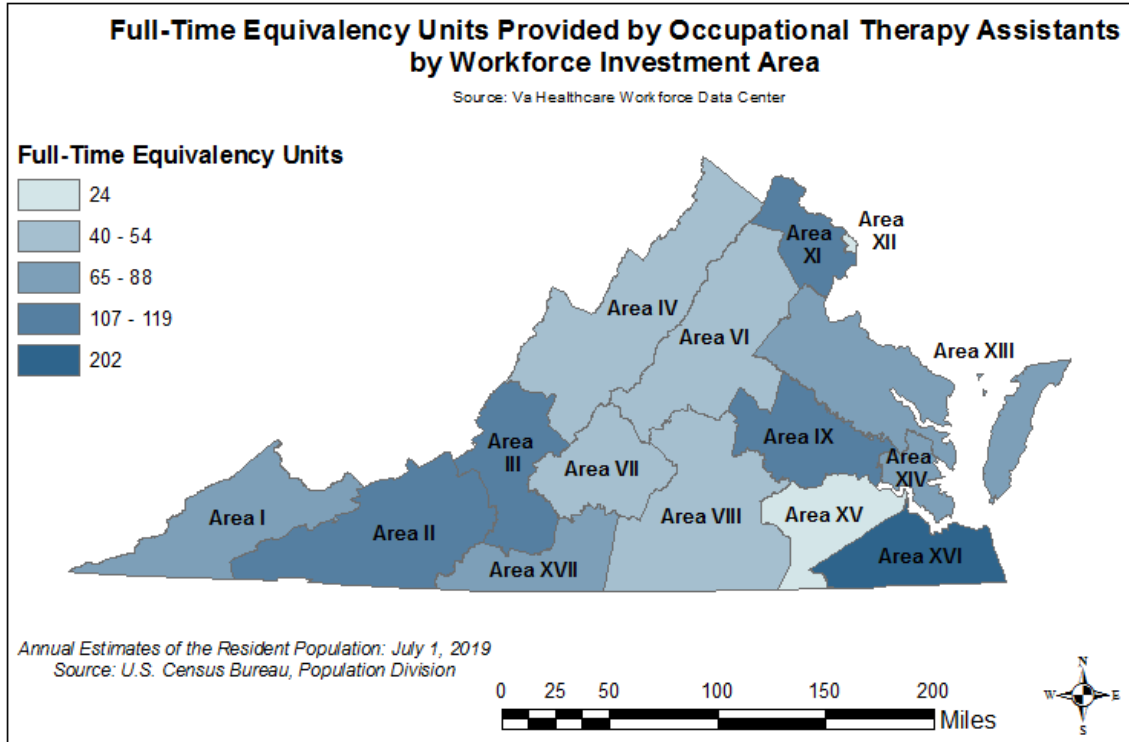 Full-Time Equivalency Units Provided by Occupational Therapy Assistants
by Workforce Investment Area
Source: Va Healthcare Workforce Data Center
Full-Time Equivalency Units
24
40 - 54
65 - 88
107 - 119
202
Area
XII
Area
XI
Area IV
Area VI
Area XIII
Area
III
Area IX
Area VII
Area
XIV
Area I
Area II
Area VIII
Area XV
Area XVII
Area XVI
Annual Estimates of the Resident Population: July 1, 2019
Source: U.S. Census Bureau, Population Division
0 25 50 100 150 200
Miles
N
W E
S